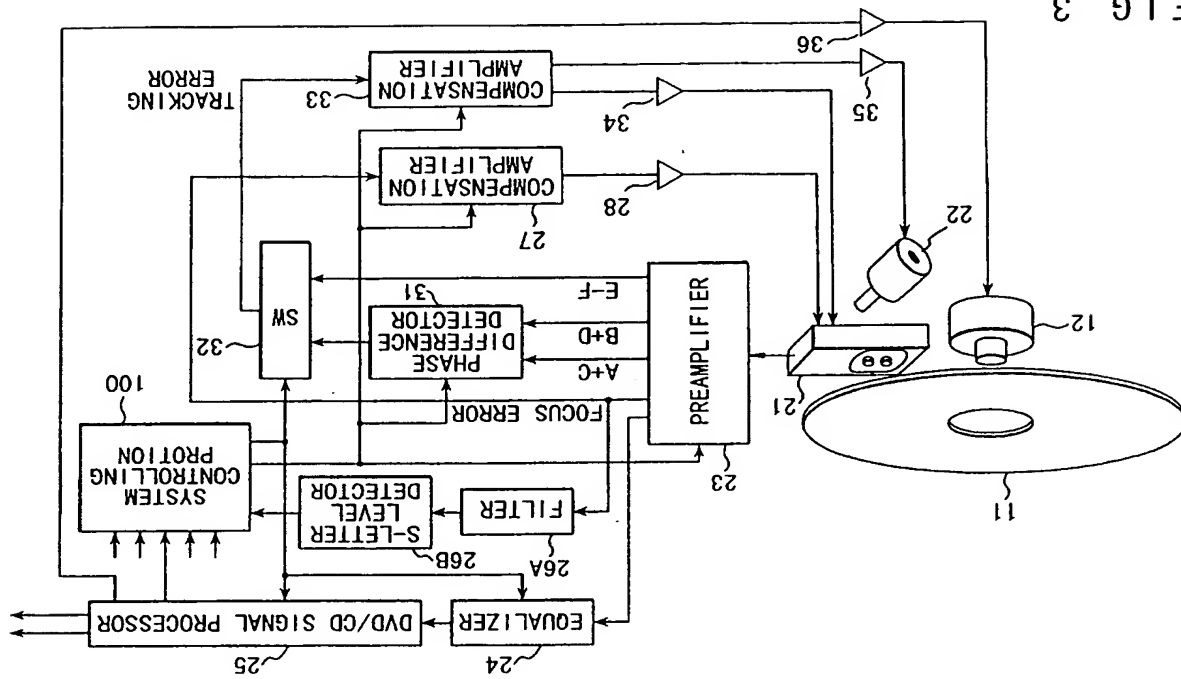 24
25
EQUALIZER
DVD/CD SIGNAL PROCESSOR
26A
26B
FILTER
S-LETTER
LEVEL
DETECTOR
SYSTEM
CONTROLLING
PROTION
100
11
23
PREAMPLIFIER
21
FOCUS ERROR
A+C
B+D
E-F
PHASE
DIFFERENCE
DETECTOR
31
SW
32
12
22
27
28
COMPENSATION
AMPLIFIER
34
35
COMPENSATION
AMPLIFIER
33
TRACKING
ERROR
36
FIG 3